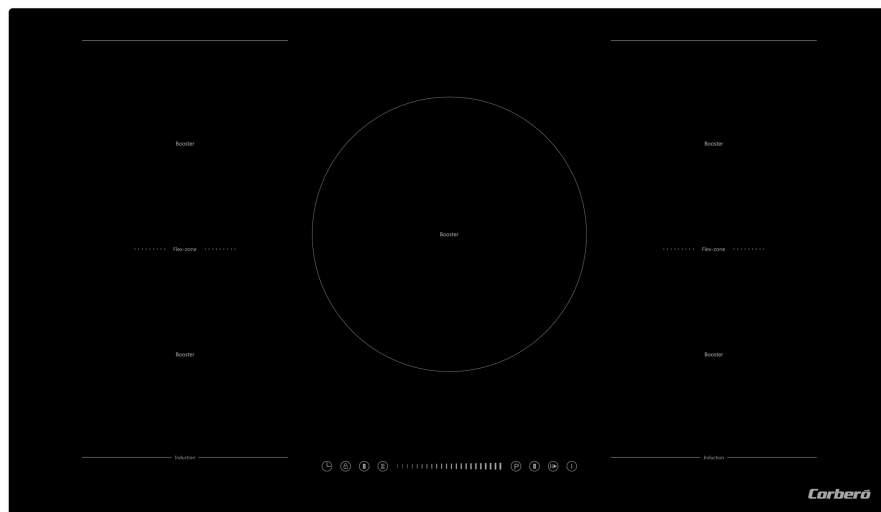 Booster
Booster
Booster
Flex-zone
Flex-zone
Booster
Booster
Induction
Induction
P
Corberó